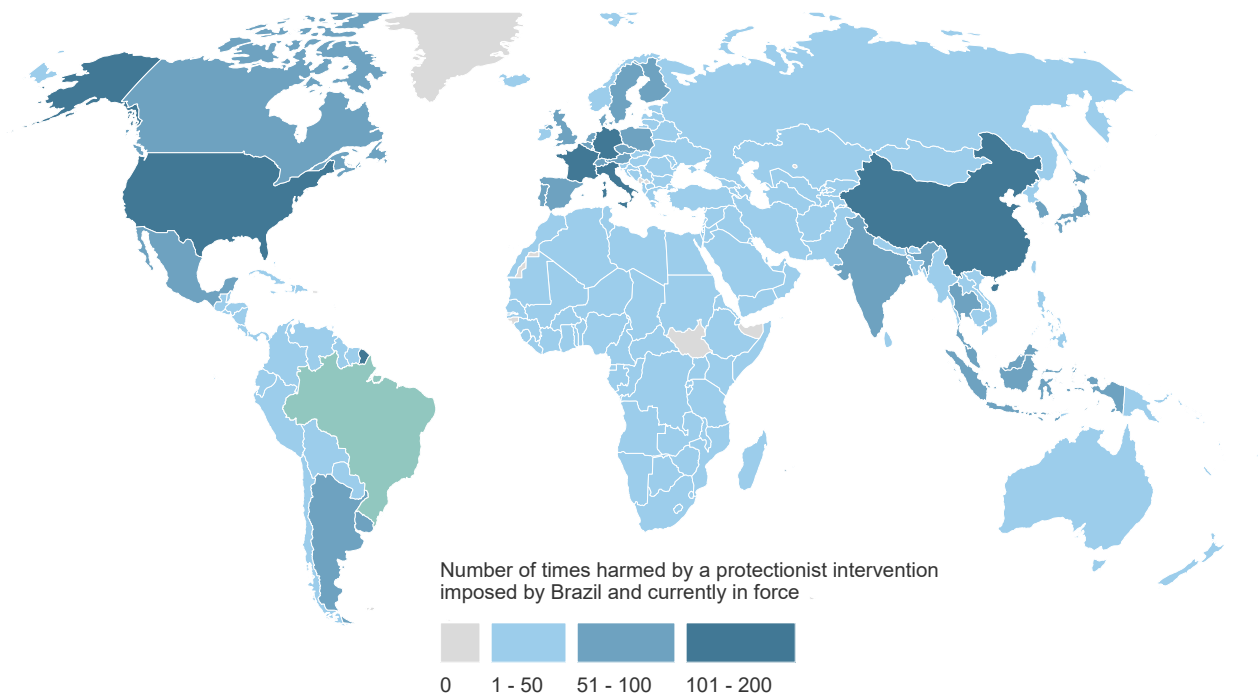 Number of times harmed by a protectionist intervention
imposed by Brazil and currently in force
0 1 - 50 51 - 100 101 - 200